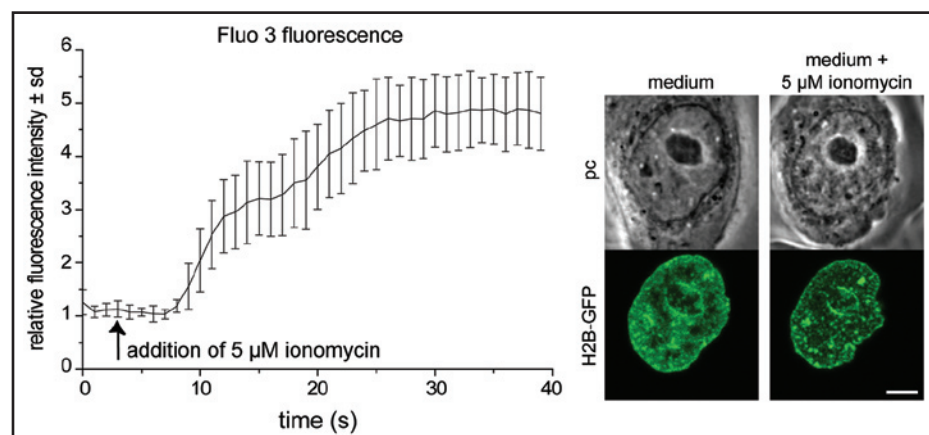 Fluo 3 fluorescence
relative fluorescence intensity ± sd
6
5
4
3
2
1
0
addition of 5 µM ionomycin
0
10
20
30
40
time (s)
medium
medium +
5 µM ionomycin
pc
H2B-GFP